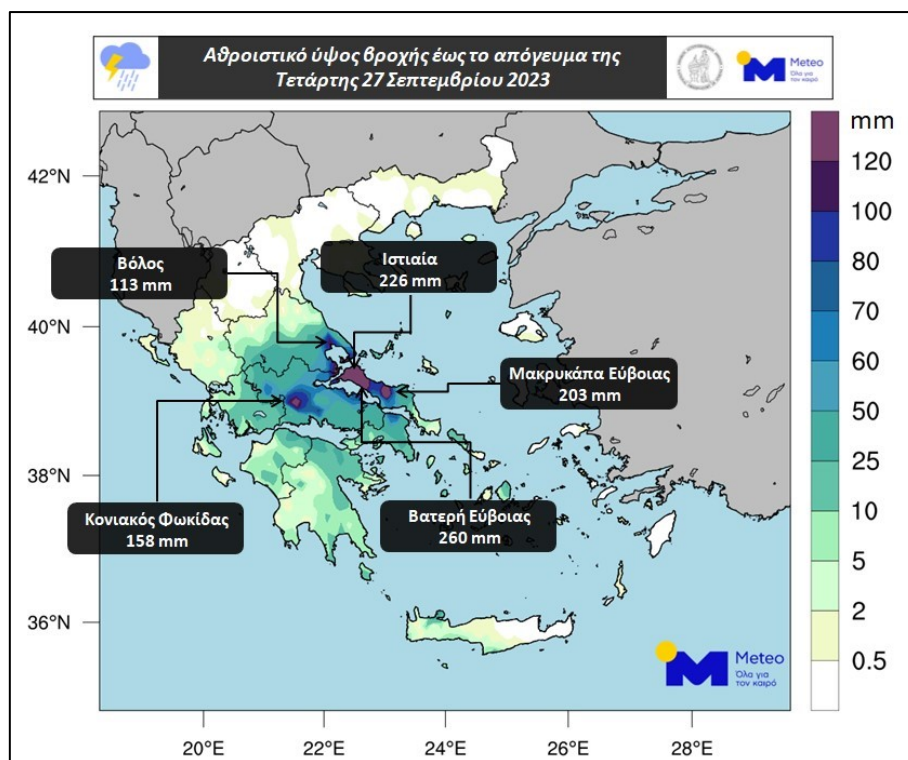 Αθροιστικό ύψος βροχής έως το απόγευμα της
Τετάρτης 27 Σεπτεμβρίου 2023
Meteo
Όλα για
τον καιρό
mm
120
100
80
70
60
50
25
10
5
2
0.5
42°N
40°N
38°N
36°N
20°E
22°E
24°E
26°E
28°E
Βόλος
113 mm
Ιστιαία
226 mm
Μακρυκάπα Εύβοιας
203 mm
Κονιακός Φωκίδας
158 mm
Βατερή Εύβοιας
260 mm
Meteo
Όλα για
τον καιρό